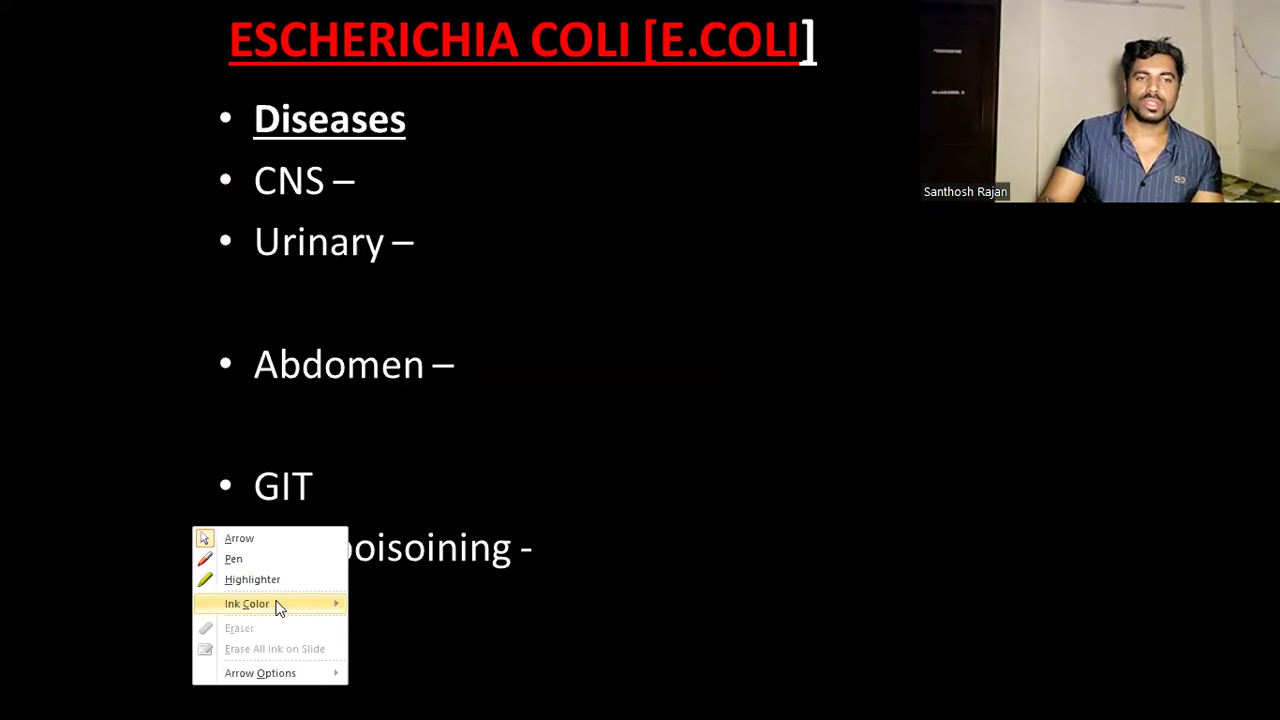 ESCHERICHIA COLI [E.COLI]
• Diseases
• CNS –
Santhosh Rajan
• Urinary –
• Abdomen –
• GIT
poisoining -
Arrow
Pen
Highlighter
Ink Color
Eraser
Erase All Ink on Slide
Arrow Options